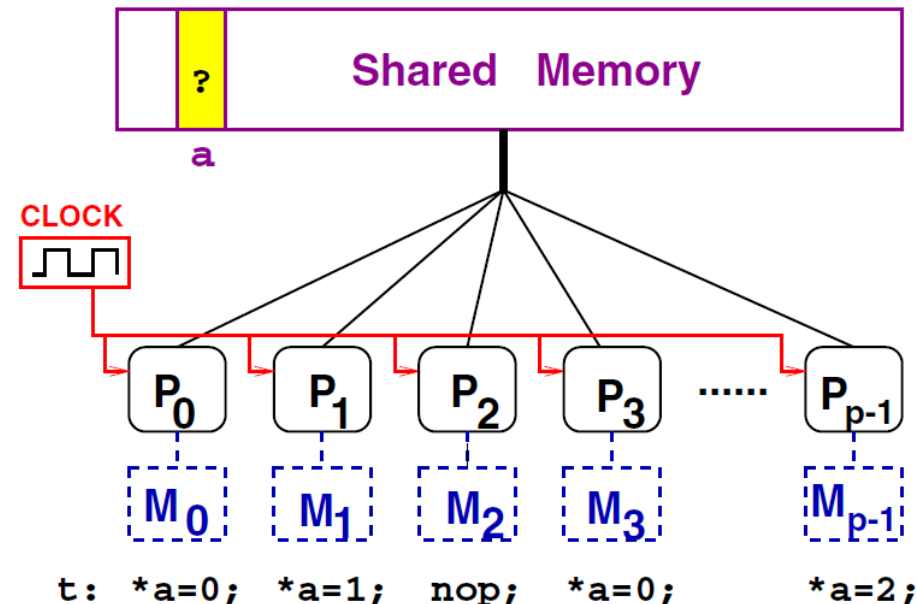 ? Shared Memory
a
CLOCK
P0 P1 P2 P3 ...... Pp-1
M0 M1 M2 M3 Mp-1
t: *a=0; *a=1; nop; *a=0; *a=2;